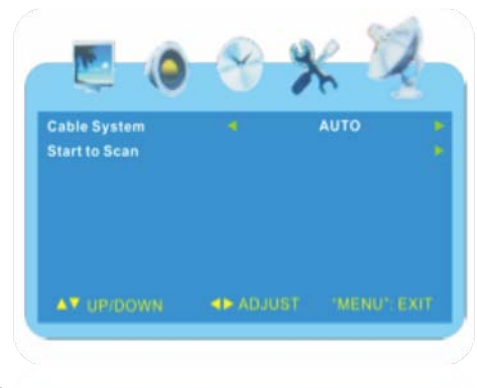 Cable System ◄ AUTO ►
Start to Scan ►
▲▼ UP/DOWN ◄► ADJUST "MENU": EXIT